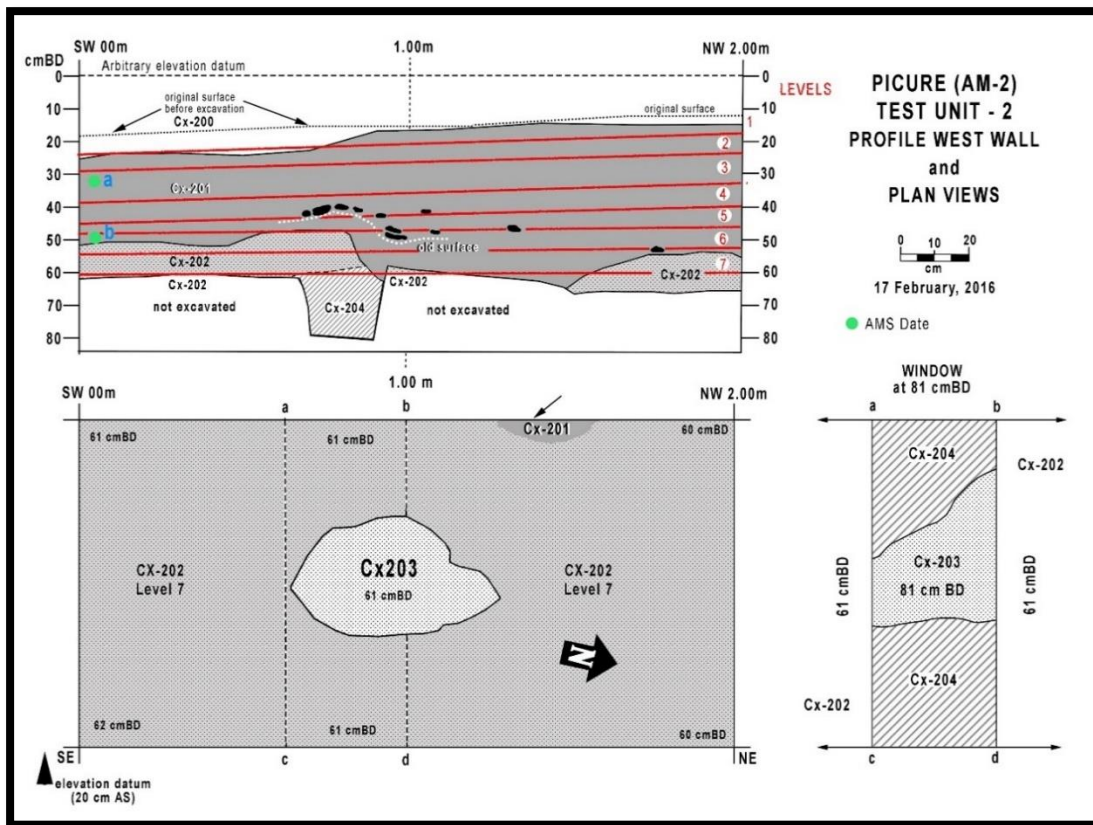 SW 00m
1.00m
NW 2.00m
cmBD
Arbitrary elevation datum
0
10
20
30
40
50
60
70
80
0
10
20
30
40
50
60
70
80
LEVELS
original surface
before excavation
Cx-200
original surface
1
2
3
4
5
6
7
a
Cx-201
b
old surface
Cx-202
Cx-202
Cx-202
Cx-202
Cx-204
not excavated
not excavated
PICURE (AM-2)
TEST UNIT - 2
PROFILE WEST WALL
and
PLAN VIEWS
0 10 20
cm
17 February, 2016
AMS Date
SW 00m
1.00 m
NW 2.00m
a
b
61 cmBD
61 cmBD
Cx-201
60 cmBD
CX-202
Level 7
Cx203
61 cmBD
CX-202
Level 7
N
62 cmBD
61 cmBD
60 cmBD
SE
c
d
NE
elevation datum
(20 cm AS)
WINDOW
at 81 cmBD
a
b
Cx-204
Cx-202
Cx-203
81 cm BD
61 cmBD
61 cmBD
Cx-204
Cx-202
c
d